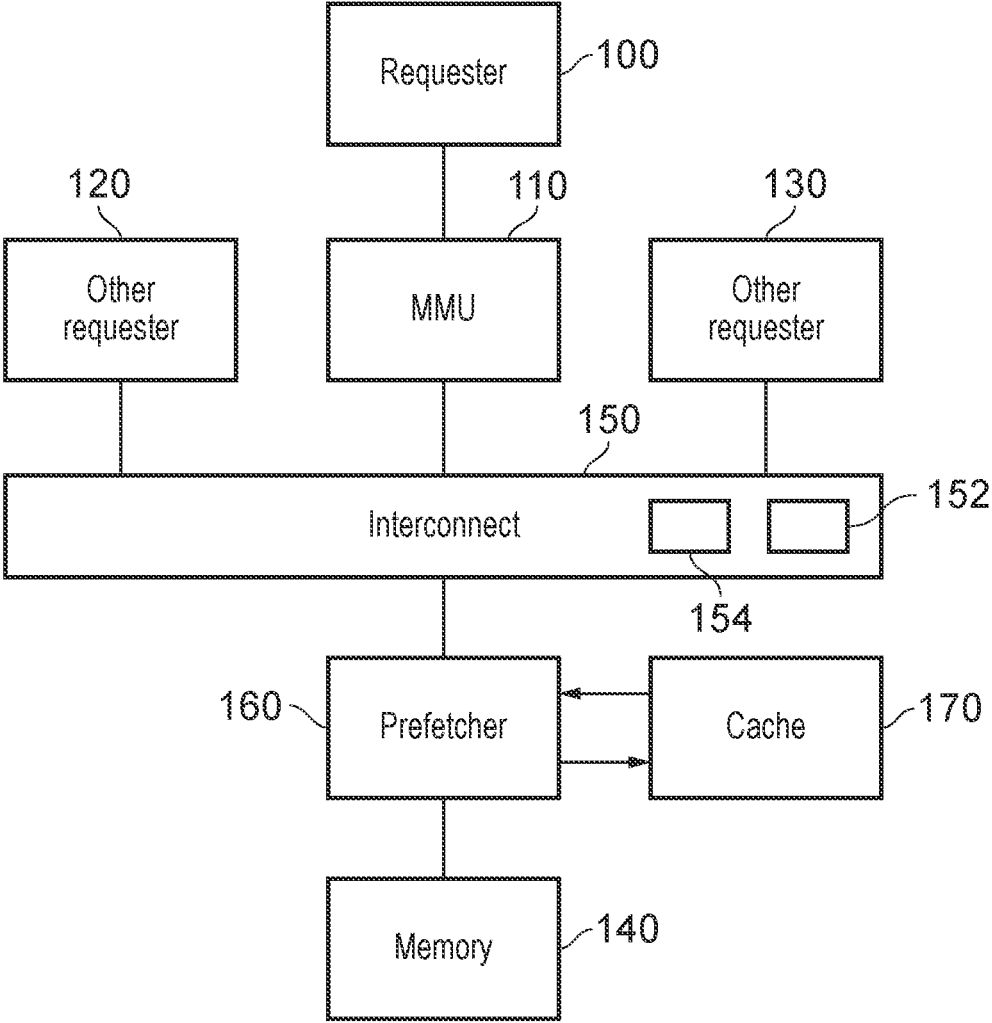 Requester
100
120
110
130
Other
requester
MMU
Other
requester
150
Interconnect
152
154
160
Prefetcher
Cache
170
Memory
140